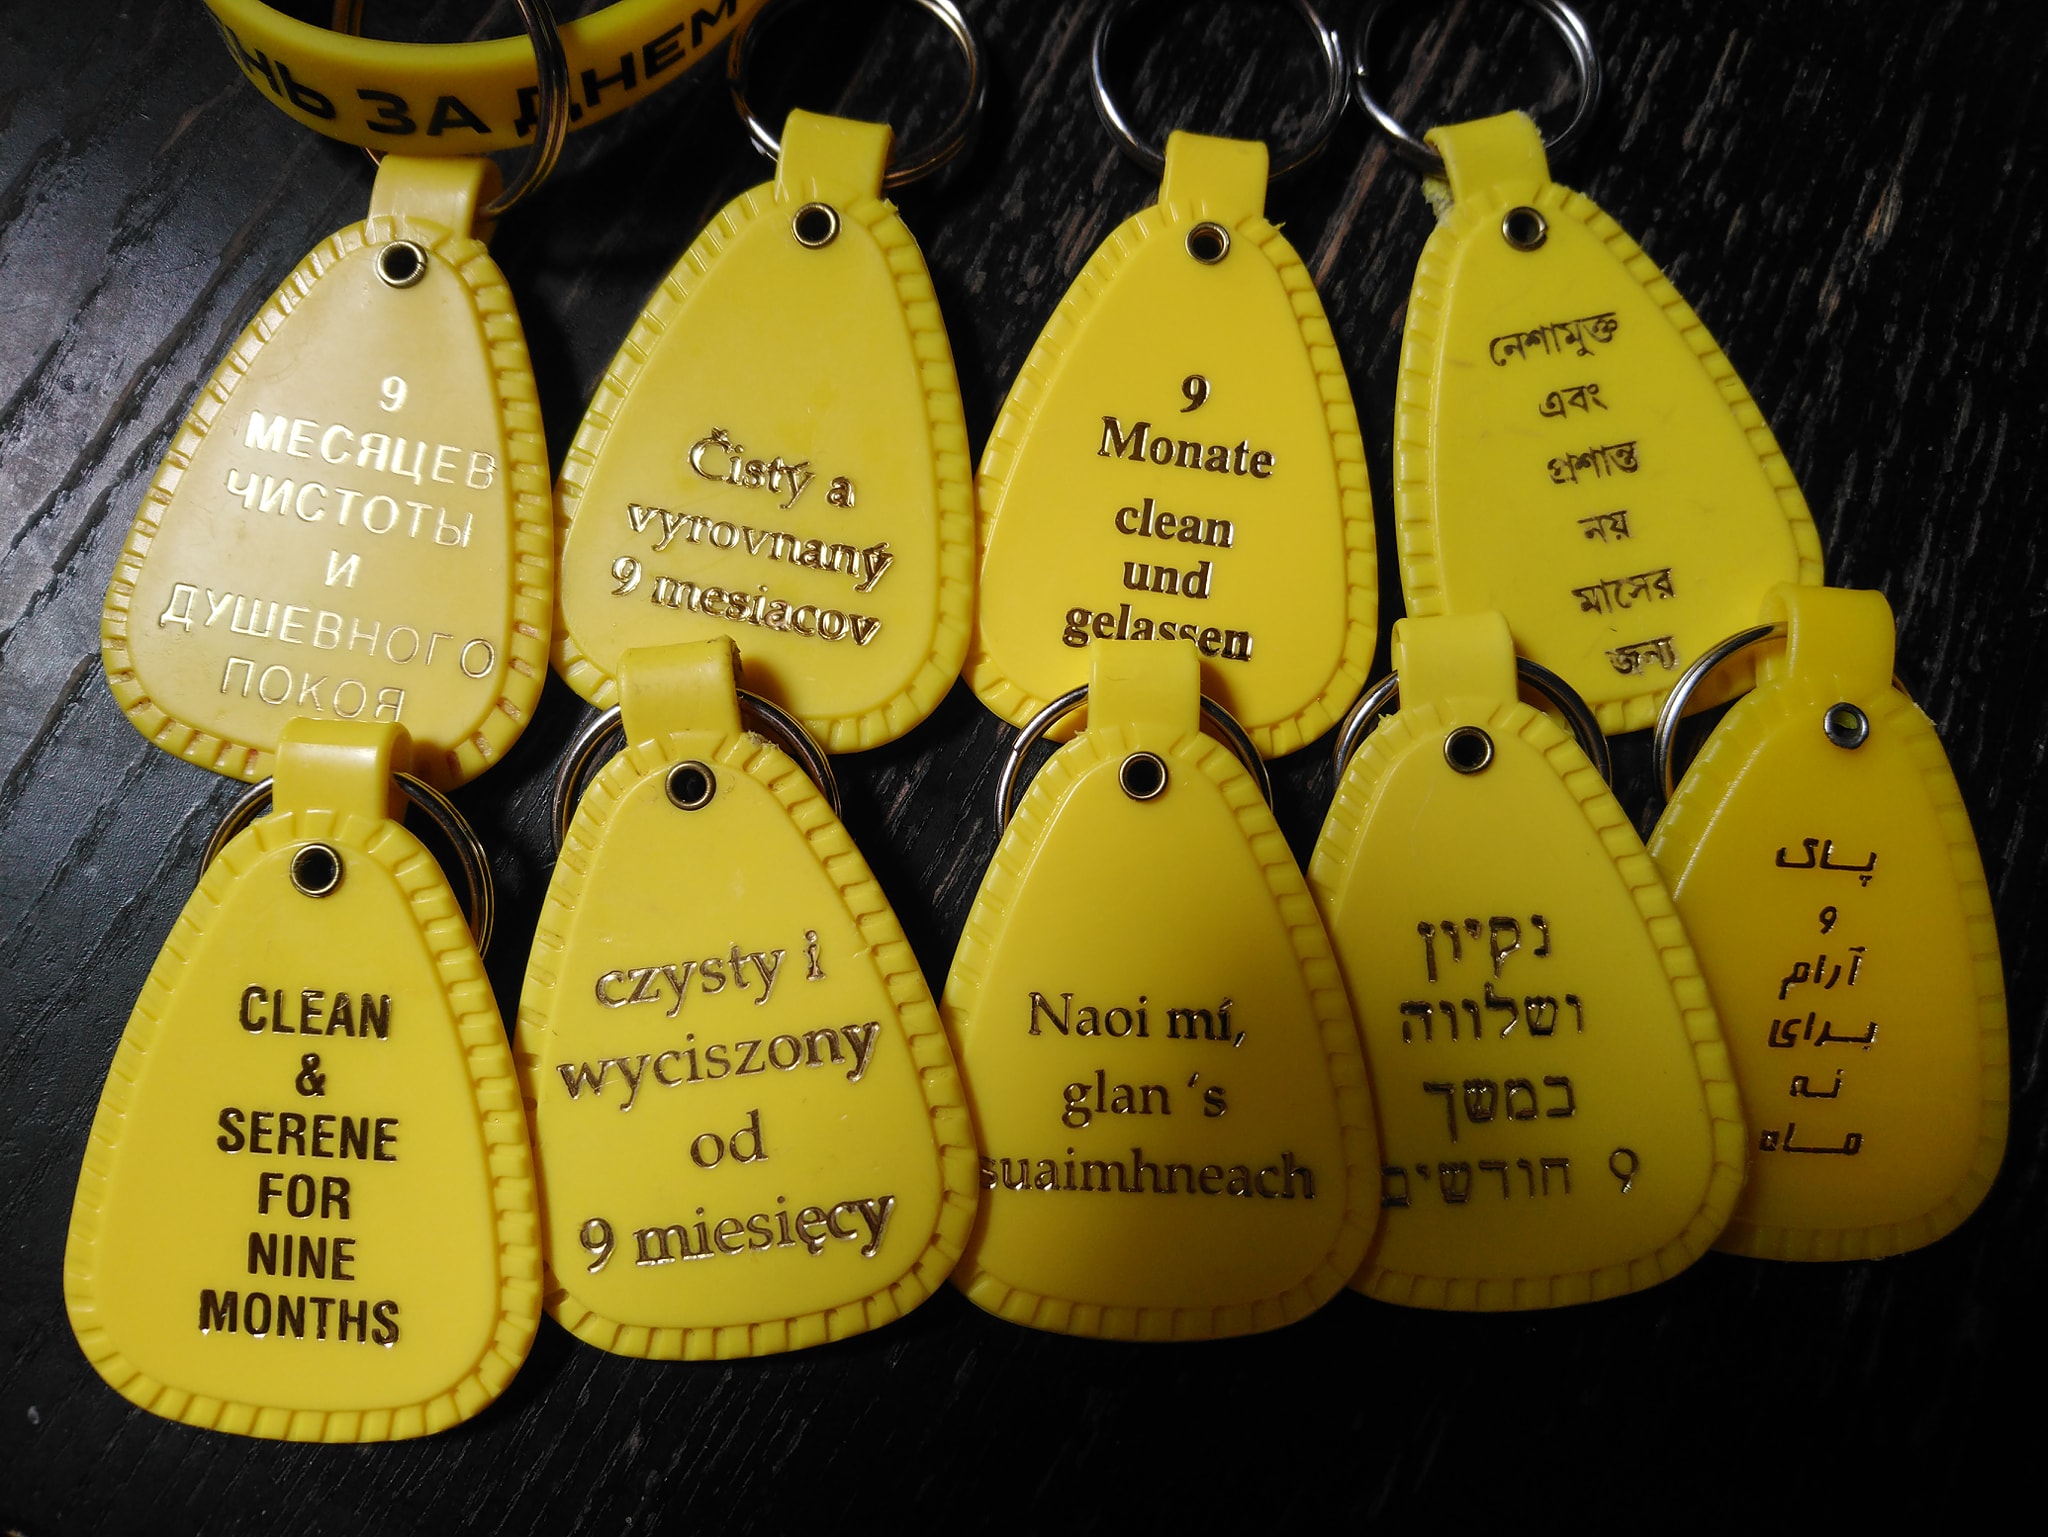 НЬ ЗА ДНЕМ
9
МЕСЯЦЕВ
ЧИСТОТЫ
И
ДУШЕВНОГО
ПОКОЯ
Čistý a
vyrovnaný
9 mesiacov
9
Monate
clean
und
gelassen
নেশামুক্ত
এবং
প্রশান্ত
নয়
মাসের
জন্য
CLEAN
&
SERENE
FOR
NINE
MONTHS
czysty i
wyciszony
od
9 miesięcy
Naoi mí,
glan ‘s
suaimhneach
נקיון
ושלווה
במשך
9 חודשים
پاک
و
آرام
برای
نه
ماه